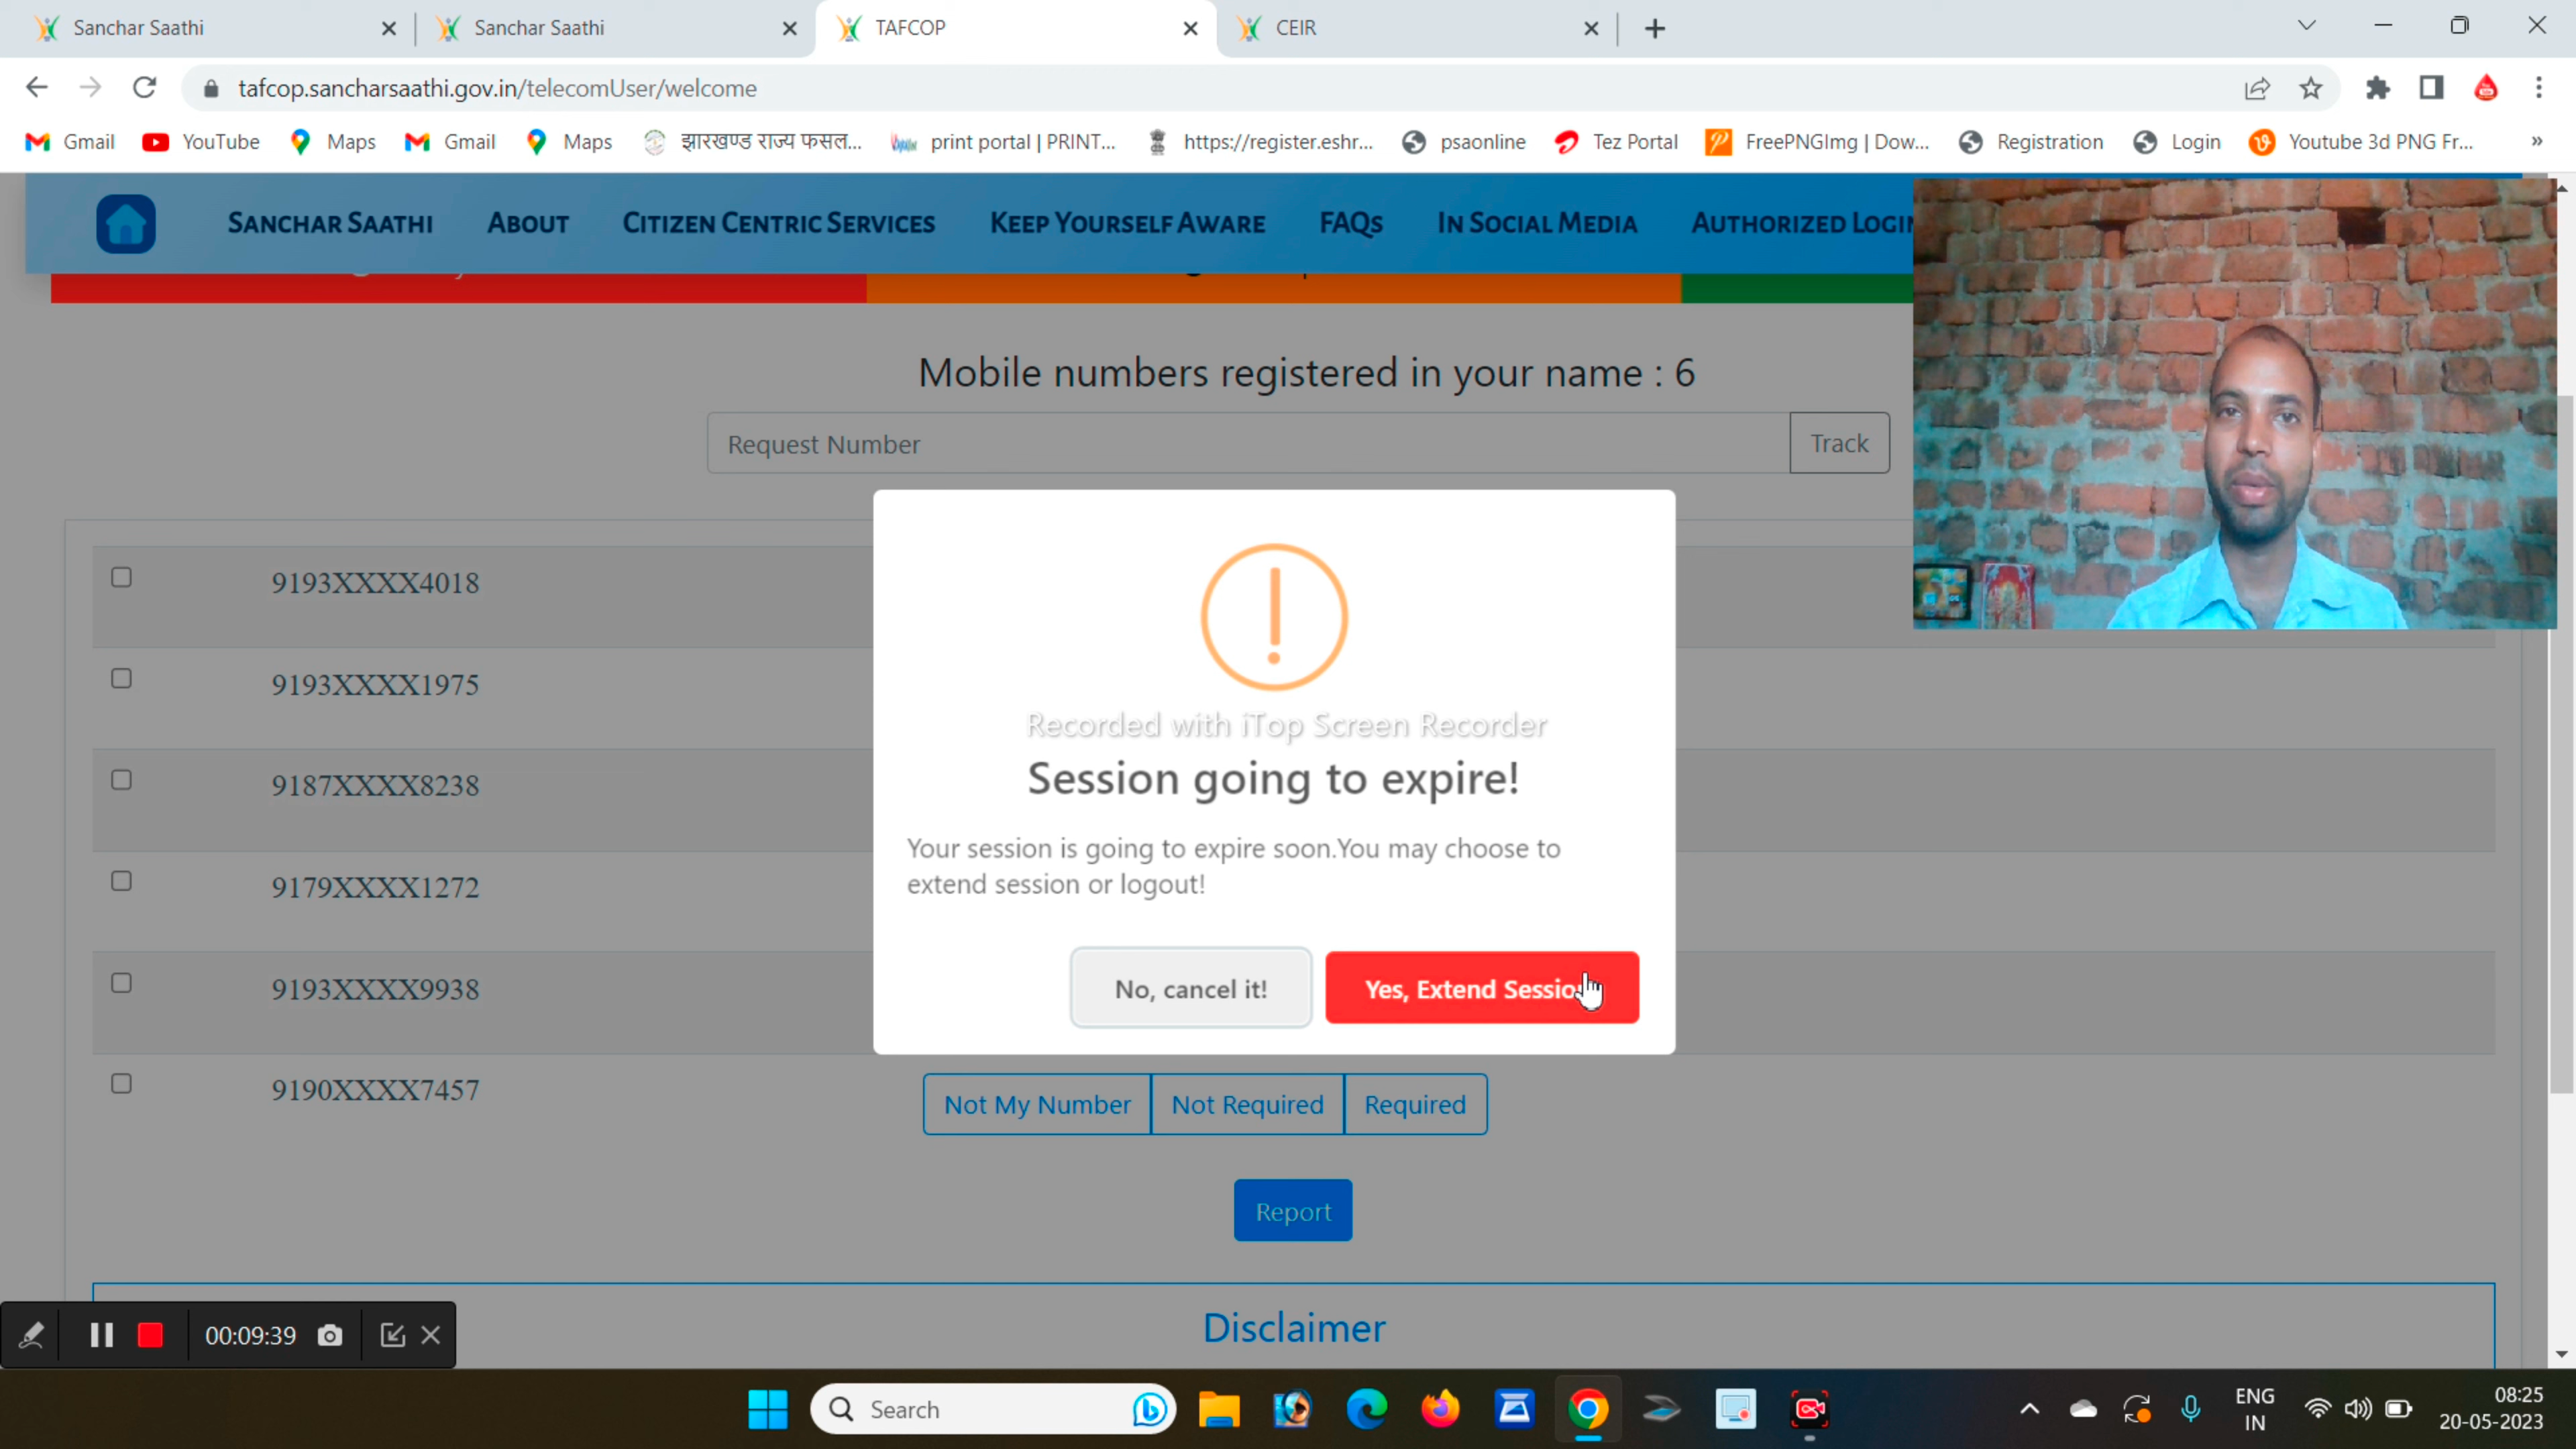 Sanchar Saathi
Sanchar Saathi
TAFCOP
CEIR
tafcop.sancharsaathi.gov.in/telecomUser/welcome
Gmail
YouTube
Maps
Gmail
Maps
झारखण्ड राज्य फसल...
print portal | PRINT...
https://register.eshr...
psaonline
Tez Portal
FreePNGImg | Dow...
Registration
Login
Youtube 3d PNG Fr...
»
SANCHAR SAATHI
ABOUT
CITIZEN CENTRIC SERVICES
KEEP YOURSELF AWARE
FAQS
IN SOCIAL MEDIA
AUTHORIZED LOGIN
Mobile numbers registered in your name : 6
Request Number
Track
9193XXXX4018
9193XXXX1975
9187XXXX8238
9179XXXX1272
9193XXXX9938
9190XXXX7457
Recorded with iTop Screen Recorder
Session going to expire!
Your session is going to expire soon.You may choose to
extend session or logout!
No, cancel it!
Yes, Extend Session
Not My Number
Not Required
Required
Report
Disclaimer
00:09:39
Search
ENG
IN
08:25
20-05-2023